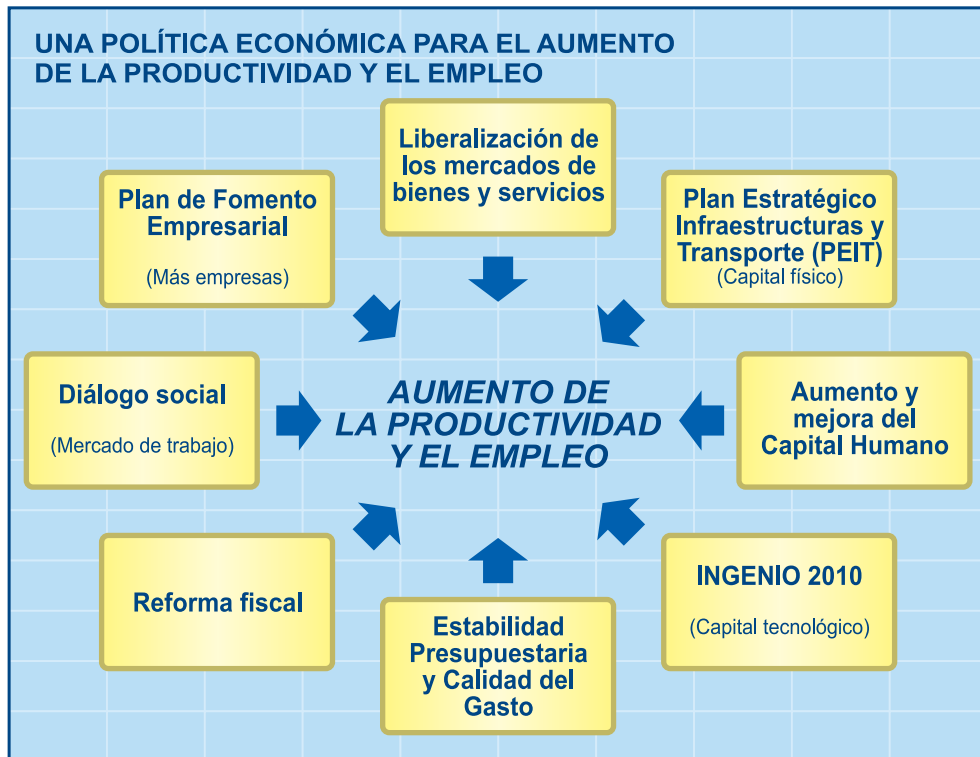 UNA POLÍTICA ECONÓMICA PARA EL AUMENTO
DE LA PRODUCTIVIDAD Y EL EMPLEO
Liberalización de
los mercados de
bienes y servicios
Plan de Fomento
Empresarial
(Más empresas)
Plan Estratégico
Infraestructuras y
Transporte (PEIT)
(Capital físico)
Diálogo social
(Mercado de trabajo)
AUMENTO DE
LA PRODUCTIVIDAD
Y EL EMPLEO
Aumento y
mejora del
Capital Humano
Reforma fiscal
Estabilidad
Presupuestaria
y Calidad del
Gasto
INGENIO 2010
(Capital tecnológico)